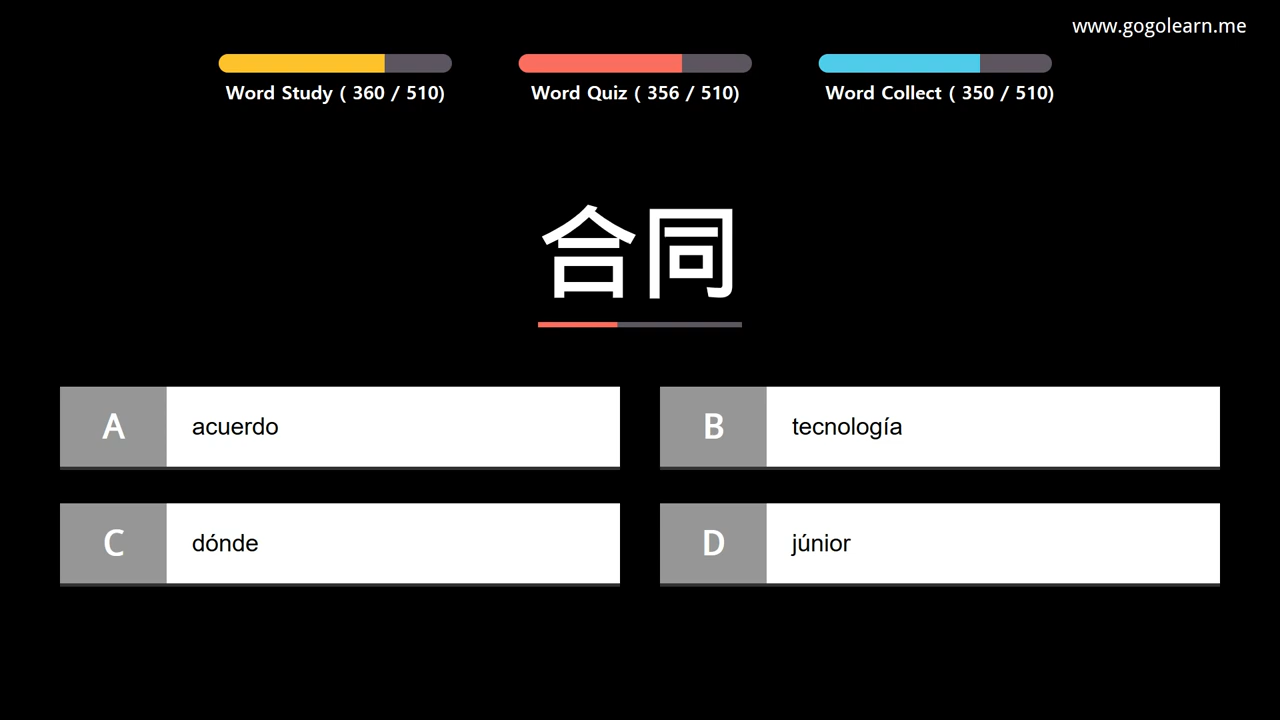 www.gogolearn.me
Word Study ( 360 / 510)
Word Quiz ( 356 / 510)
Word Collect ( 350 / 510)
合同
A acuerdo
B tecnología
C dónde
D júnior